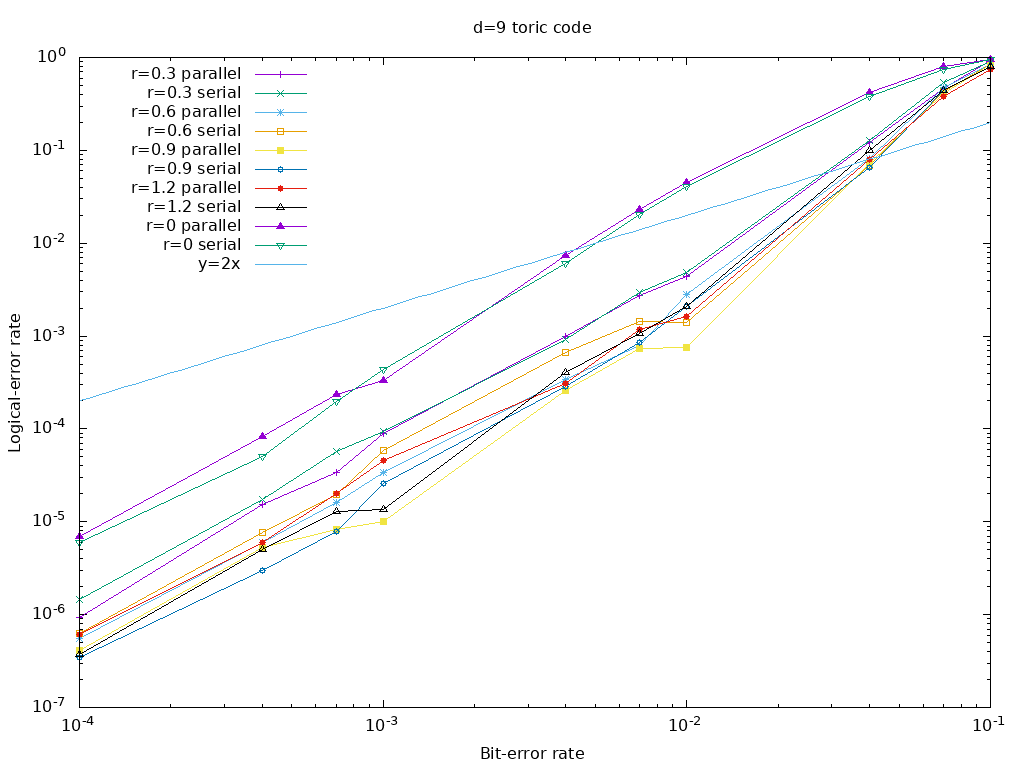 d=9 toric code
10^0
10^-1
10^-2
10^-3
10^-4
10^-5
10^-6
10^-7
Logical-error rate
r=0.3 parallel
r=0.3 serial
r=0.6 parallel
r=0.6 serial
r=0.9 parallel
r=0.9 serial
r=1.2 parallel
r=1.2 serial
r=0 parallel
r=0 serial
y=2x
10^-4 10^-3 10^-2 10^-1
Bit-error rate